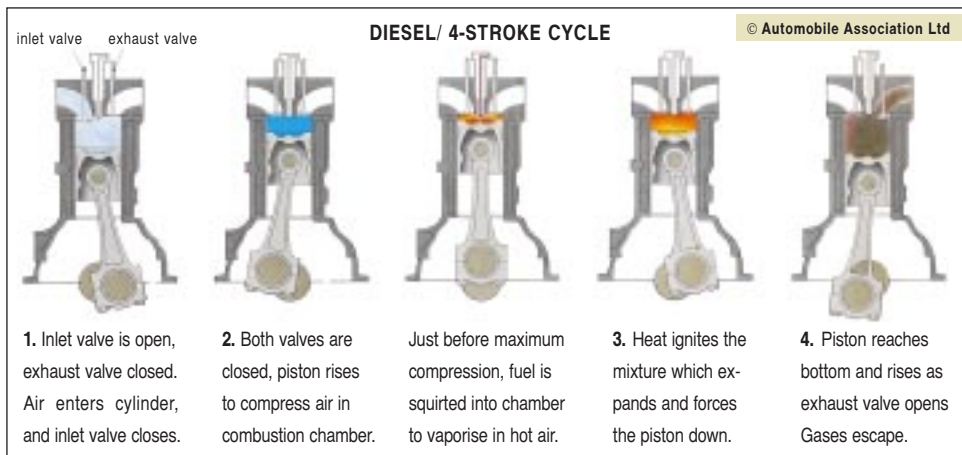 DIESEL/ 4-STROKE CYCLE
© Automobile Association Ltd
inlet valve
exhaust valve
1. Inlet valve is open,
exhaust valve closed.
Air enters cylinder,
and inlet valve closes.
2. Both valves are
closed, piston rises
to compress air in
combustion chamber.
Just before maximum
compression, fuel is
squirted into chamber
to vaporise in hot air.
3. Heat ignites the
mixture which ex-
pands and forces
the piston down.
4. Piston reaches
bottom and rises as
exhaust valve opens
Gases escape.